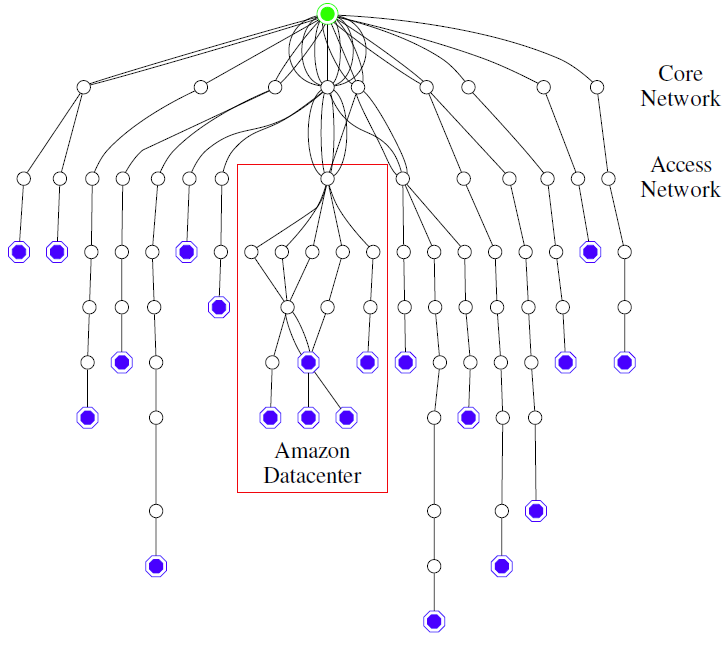 Core
Network
Access
Network
Amazon
Datacenter